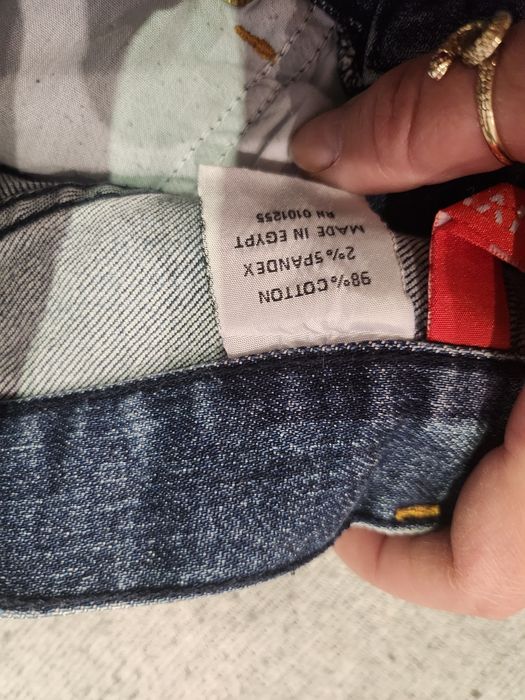 98% COTTON
2% SPANDEX
MADE IN EGYPT
RN 0101255